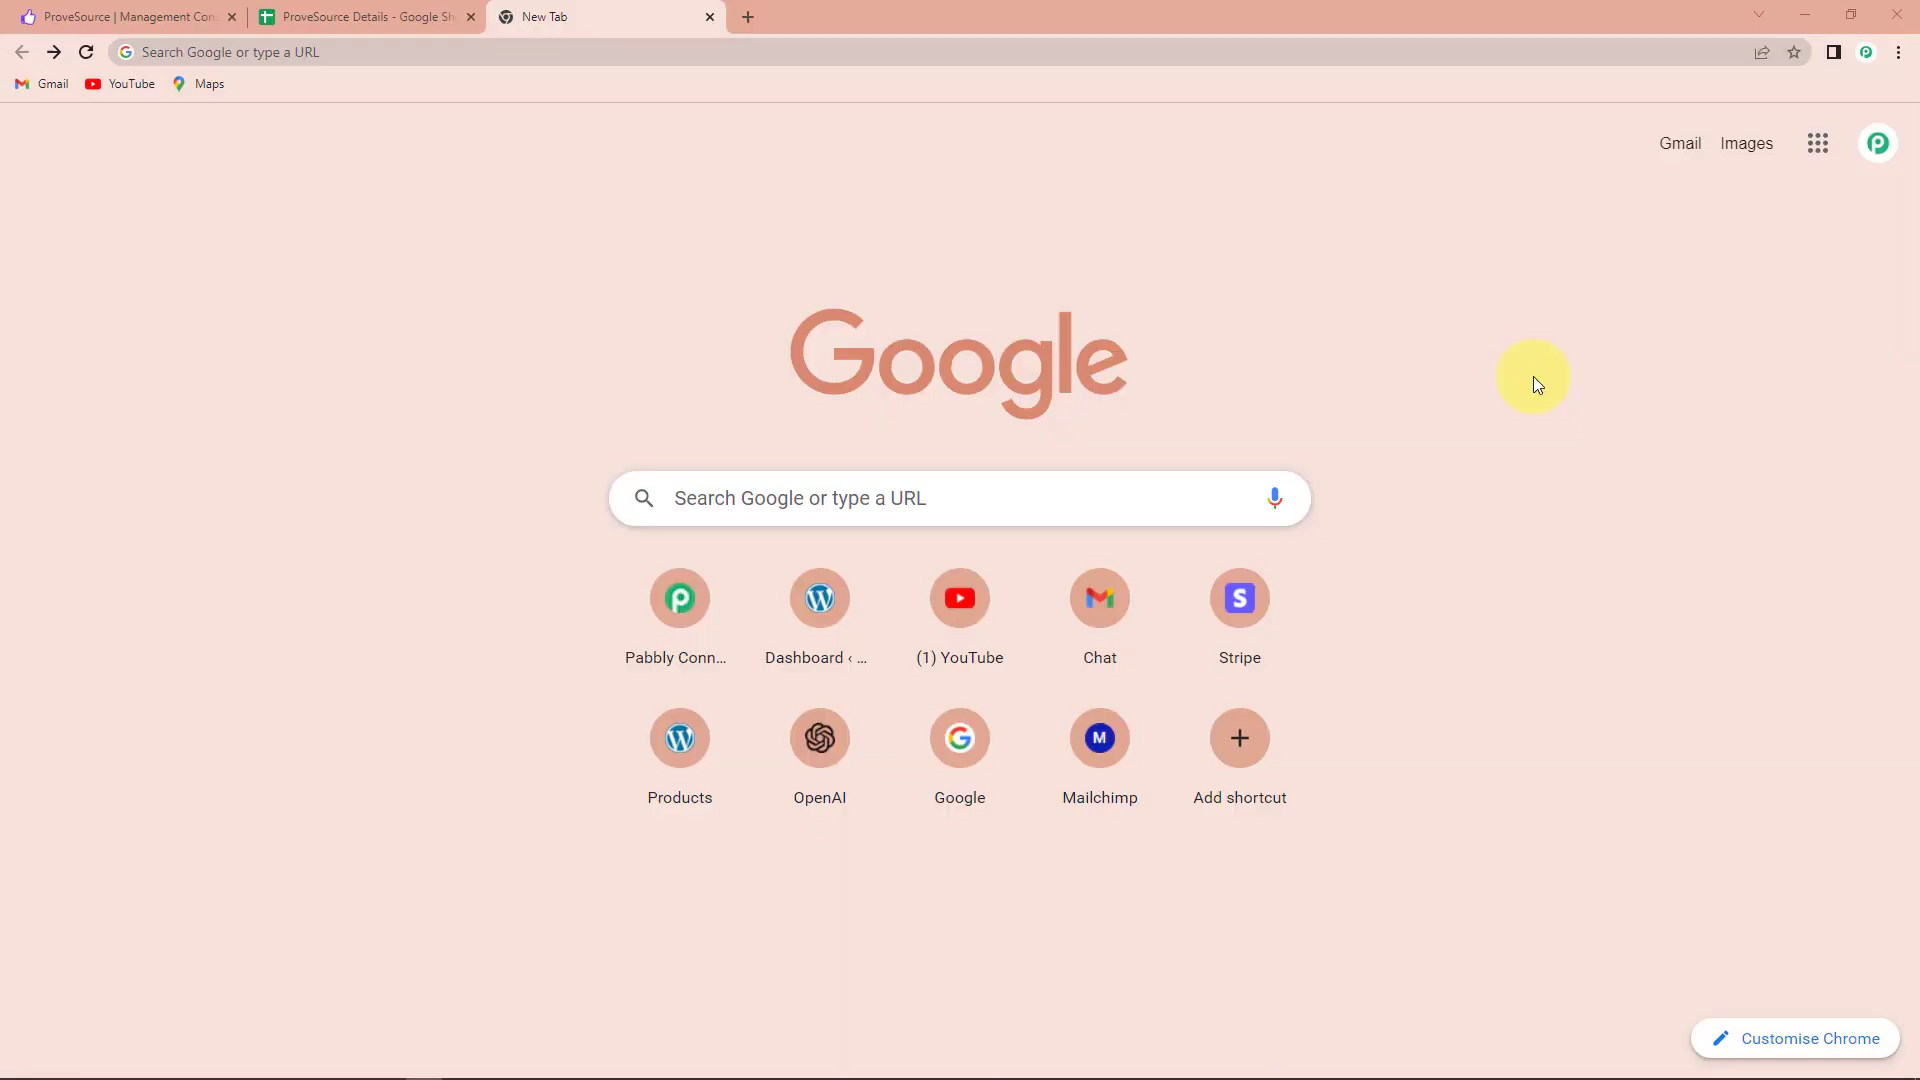 ProveSource | Management Con
ProveSource Details - Google Sh
New Tab
Search Google or type a URL
Gmail
YouTube
Maps
Gmail
Images
Google
Search Google or type a URL
Pabbly Conn...
Dashboard ‹ ...
(1) YouTube
Chat
Stripe
Products
OpenAI
Google
Mailchimp
Add shortcut
Customise Chrome